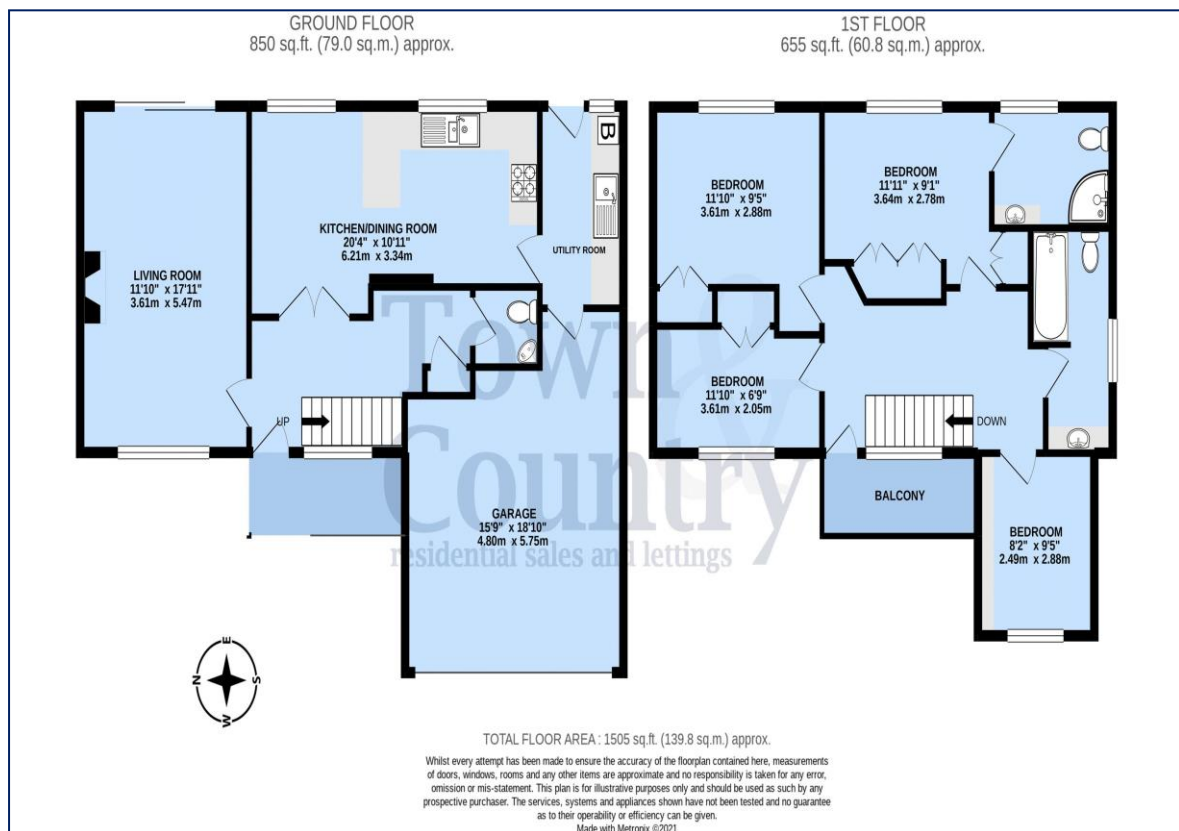 GROUND FLOOR
850 sq.ft. (79.0 sq.m.) approx.
1ST FLOOR
655 sq.ft. (60.8 sq.m.) approx.
LIVING ROOM
11'10" x 17'11"
3.61m x 5.47m
KITCHEN/DINING ROOM
20'4" x 10'11"
6.21m x 3.34m
B
UTILITY ROOM
UP
GARAGE
15'9" x 18'10"
4.80m x 5.75m
BEDROOM
11'10" x 9'5"
3.61m x 2.88m
BEDROOM
11'11" x 9'1"
3.64m x 2.78m
BEDROOM
11'10" x 6'9"
3.61m x 2.05m
DOWN
BALCONY
BEDROOM
8'2" x 9'5"
2.49m x 2.88m
Town &
Country
residential sales and lettings
N
E
S
W
TOTAL FLOOR AREA : 1505 sq.ft. (139.8 sq.m.) approx.
Whilst every attempt has been made to ensure the accuracy of the floorplan contained here, measurements
of doors, windows, rooms and any other items are approximate and no responsibility is taken for any error,
omission or mis-statement. This plan is for illustrative purposes only and should be used as such by any
prospective purchaser. The services, systems and appliances shown have not been tested and no guarantee
as to their operability or efficiency can be given.
Made with Metropix ©2021